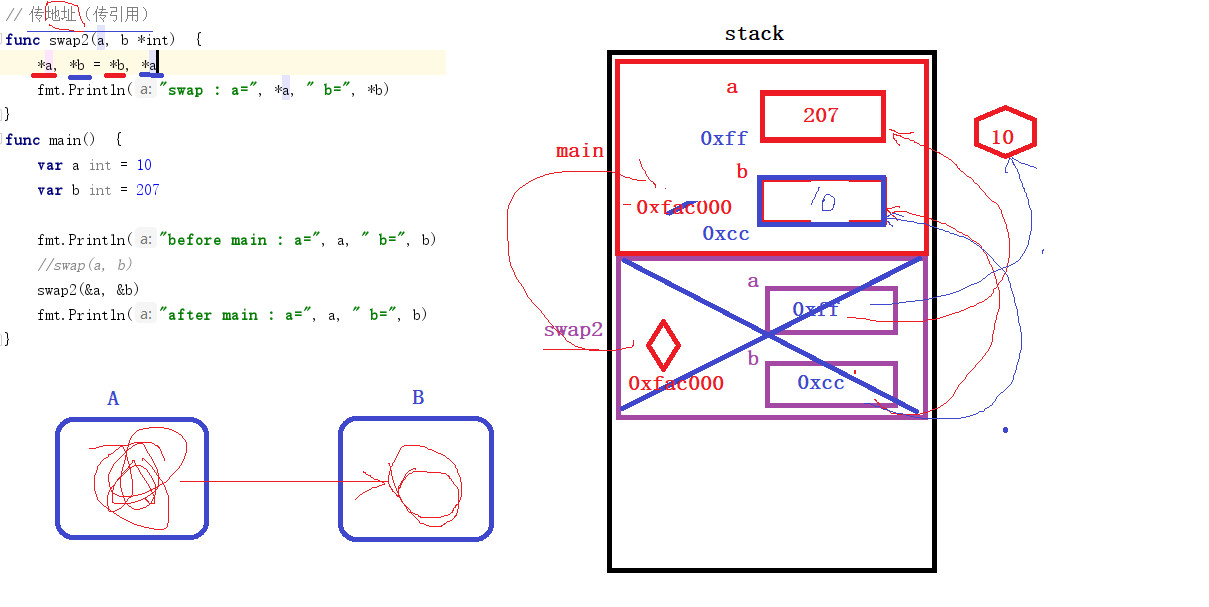 // 传地址（传引用）
func swap2(a, b *int)  {
*a, *b = *b, *a
fmt.Println( a: "swap : a=", *a, " b=", *b)
}
func main()  {
var a int = 10
var b int = 207
fmt.Println( a: "before main : a=", a, " b=", b)
//swap(a, b)
swap2(&a, &b)
fmt.Println( a: "after main : a=", a, " b=", b)
}
A
B
stack
main
a
207
0xff
b
10
0xfac000
0xcc
10
swap2
a
0xff
b
0xcc
0xfac000